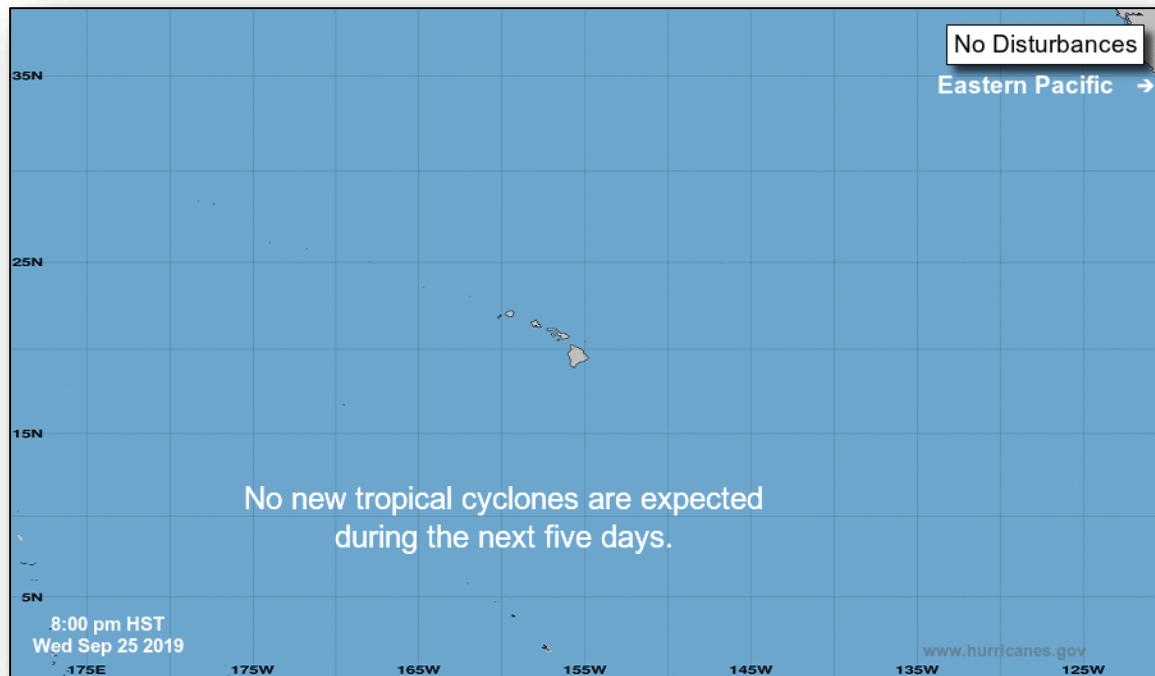 No Disturbances
35N
Eastern Pacific →
25N
15N
No new tropical cyclones are expected
during the next five days.
5N
8:00 pm HST
Wed Sep 25 2019
www.hurricanes.gov
175E 175W 165W 155W 145W 135W 125W